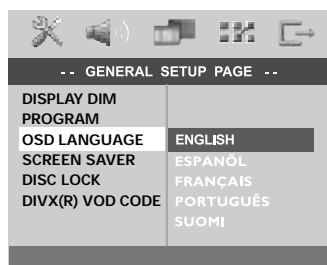 -- GENERAL SETUP PAGE --
DISPLAY DIM
PROGRAM
OSD LANGUAGE
SCREEN SAVER
DISC LOCK
DIVX(R) VOD CODE
ENGLISH
ESPANÕL
FRANÇAIS
PORTUGUÊS
SUOMI